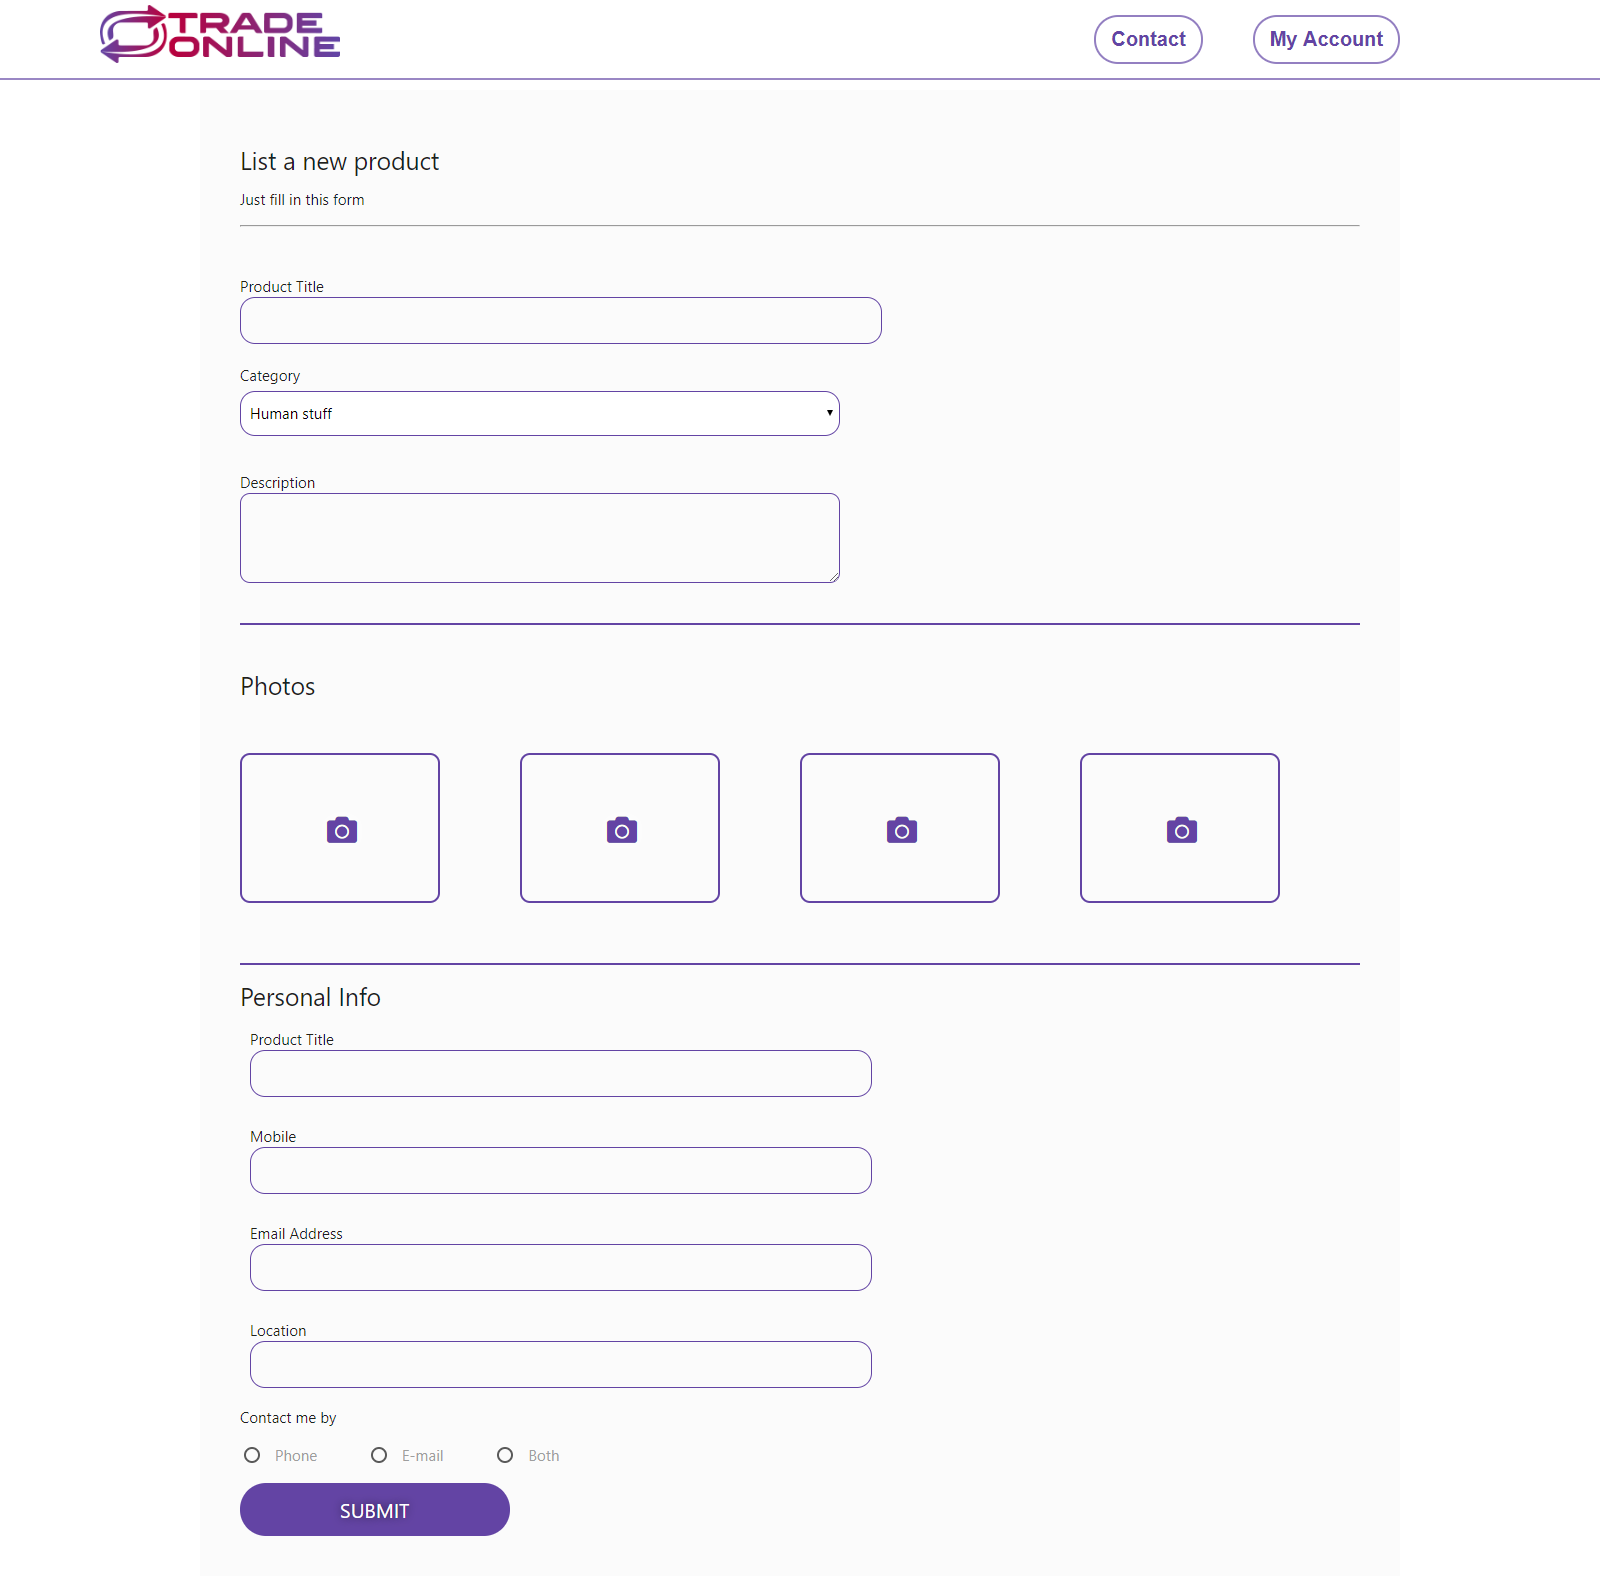 TRADE
ONLINE
Contact
My Account
List a new product
Just fill in this form
Product Title
Category
Human stuff
Description
Photos
Personal Info
Product Title
Mobile
Email Address
Location
Contact me by
Phone
E-mail
Both
SUBMIT